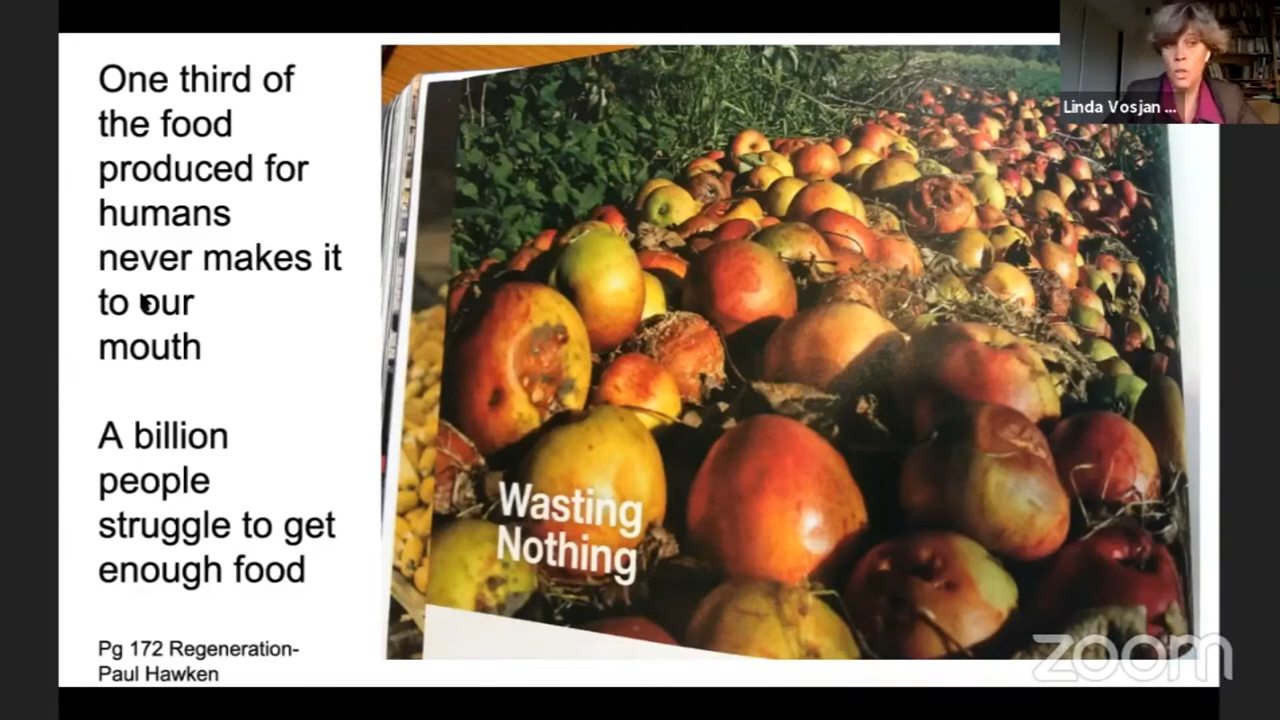 One third of
the food
produced for
humans
never makes it
to our
mouth
A billion
people
struggle to get
enough food
Pg 172 Regeneration-
Paul Hawken
Wasting
Nothing
Linda Vosjan ...
zoom